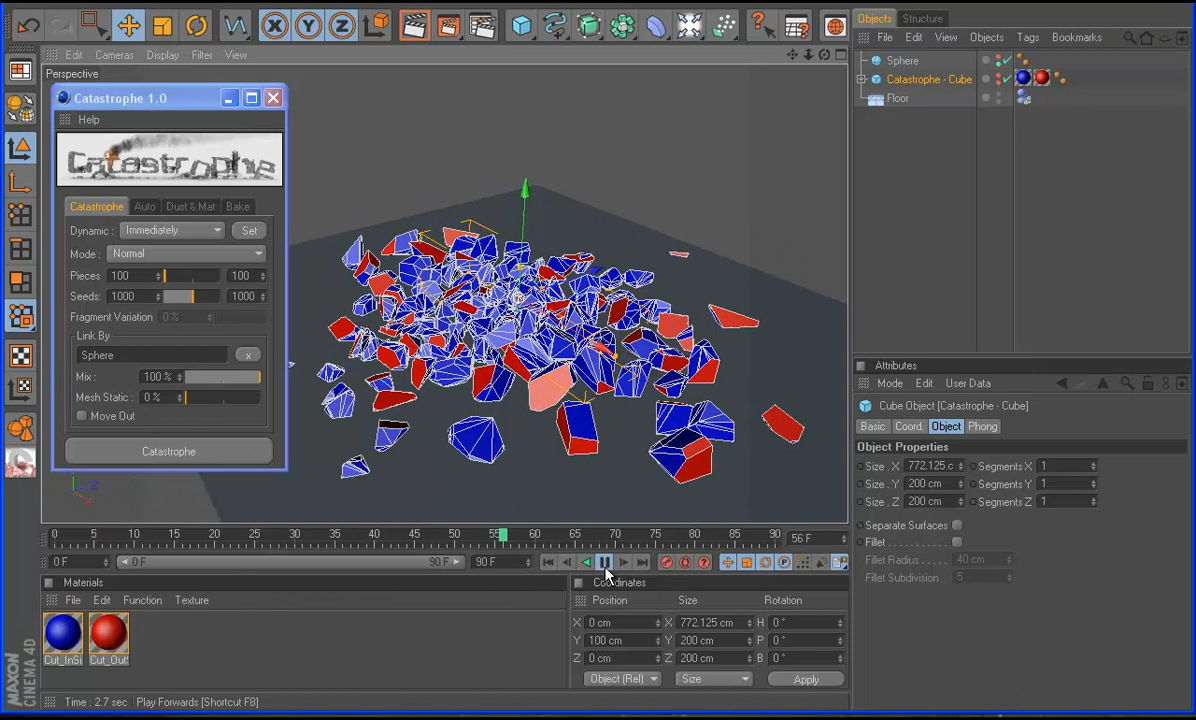 Edit Cameras Display Filter View
Perspective
Catastrophe 1.0
Help
Catastrophe
Catastrophe Auto Dust & Mat Bake
Dynamic: Immediately Set
Mode: Normal
Pieces: 100 100
Seeds: 1000 1000
Fragment Variation 0 %
Link By
Sphere x
Mix: 100 %
Mesh Static: 0 %
Move Out
Catastrophe
0 5 10 15 20 25 30 35 40 45 50 55 60 65 70 75 80 85 90 56 F
0 F 0 F 90 F 90 F
Materials
File Edit Function Texture
Cut_InSi Cut_Out
Coordinates
Position Size Rotation
X 0 cm X 772.125 cm H 0 °
Y 100 cm Y 200 cm P 0 °
Z 0 cm Z 200 cm B 0 °
Object (Rel) Size Apply
MAXON
CINEMA 4D
Time : 2.7 sec Play Forwards [Shortcut F8]
Objects Structure
File Edit View Objects Tags Bookmarks
Sphere
Catastrophe - Cube
Floor
Attributes
Mode Edit User Data
Cube Object [Catastrophe - Cube]
Basic Coord. Object Phong
Object Properties
Size . X 772.125 c Segments X 1
Size . Y 200 cm Segments Y 1
Size . Z 200 cm Segments Z 1
Separate Surfaces
Fillet
Fillet Radius 40 cm
Fillet Subdivision 5